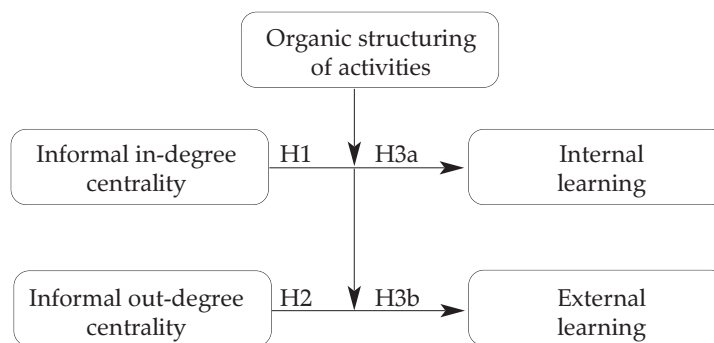 Organic structuring
of activities
Informal in-degree
centrality
H1
H3a
Internal
learning
Informal out-degree
centrality
H2
H3b
External
learning